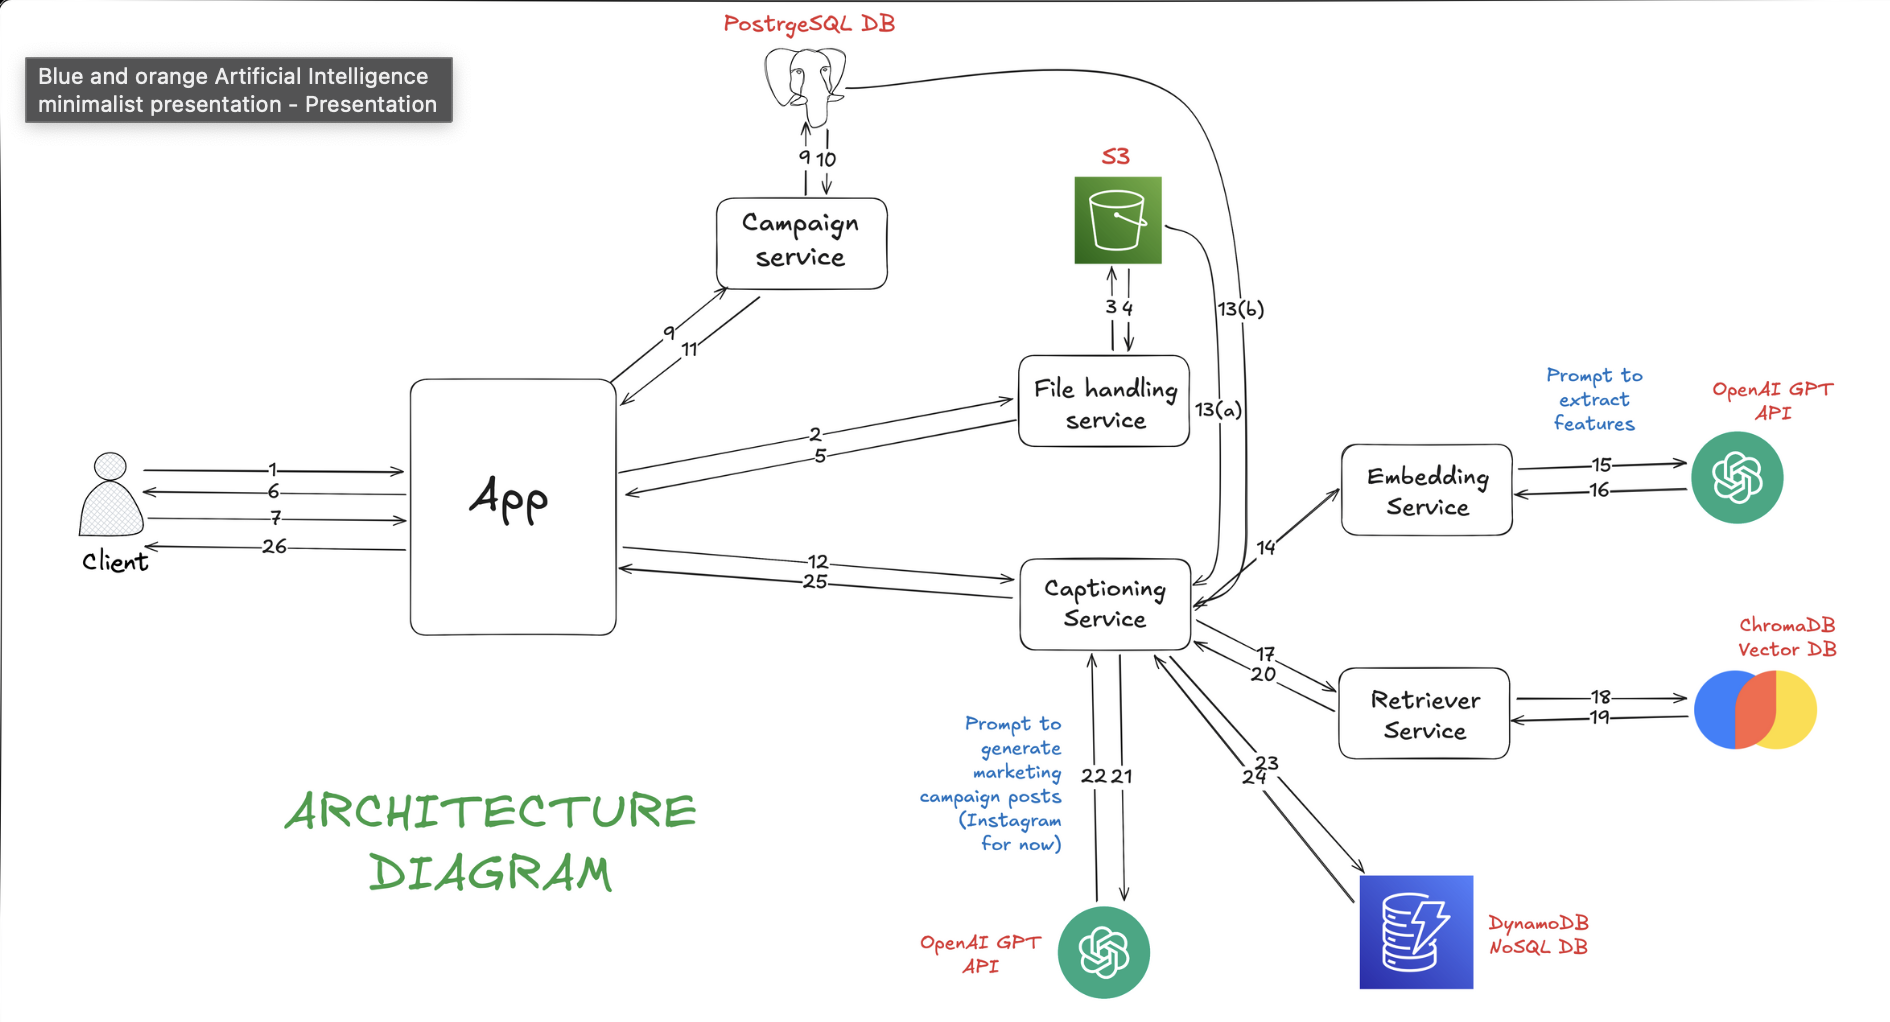 PostrgeSQL DB
Blue and orange Artificial Intelligence
minimalist presentation - Presentation
9 10
S3
Campaign
service
3 4
13(b)
9
11
File handling
service
13(a)
Prompt to
extract
features
OpenAI GPT
API
2
5
1
6
7
26
Client
App
Embedding
Service
15
16
14
12
25
Captioning
Service
17
20
ChromaDB
Vector DB
Retriever
Service
18
19
Prompt to
generate
marketing
campaign posts
(Instagram
for now)
22 21
23
24
ARCHITECTURE
DIAGRAM
OpenAI GPT
API
DynamoDB
NoSQL DB